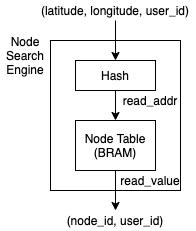 (latitude, longitude, user_id)
Node
Search
Engine
Hash
read_addr
Node Table
(BRAM)
read_value
(node_id, user_id)